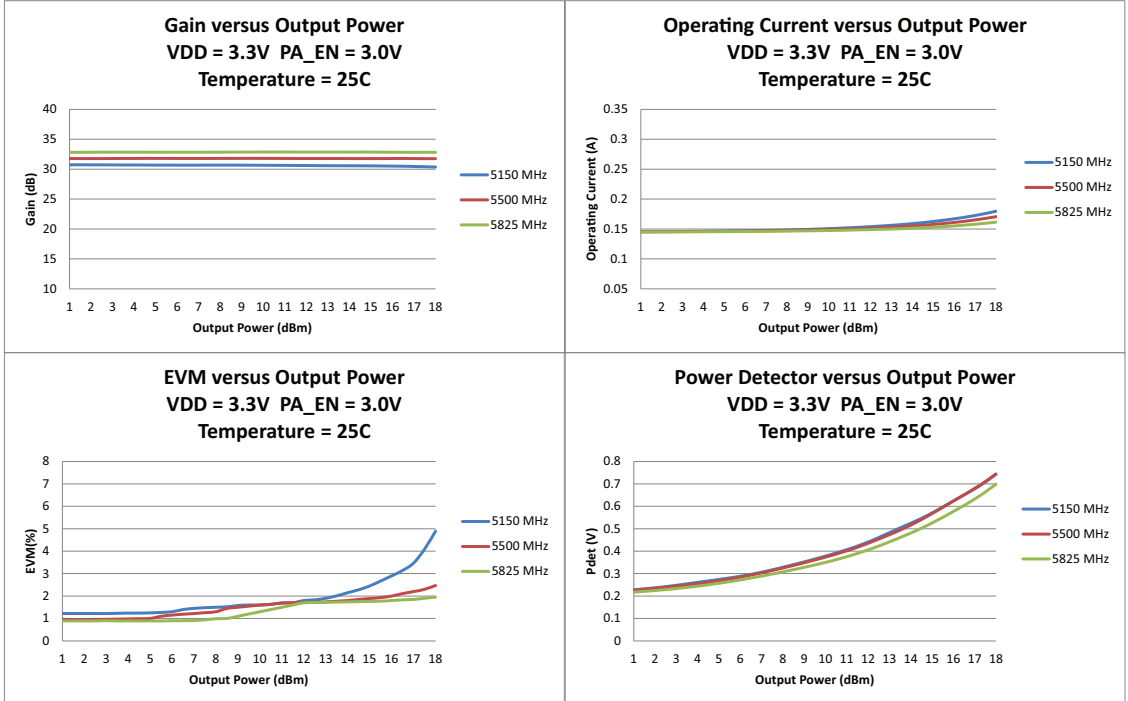 Gain versus Output Power
VDD = 3.3V PA_EN = 3.0V
Temperature = 25C
40
35
30
25
20
15
10
Gain (dB)
1 2 3 4 5 6 7 8 9 10 11 12 13 14 15 16 17 18
Output Power (dBm)
5150 MHz
5500 MHz
5825 MHz
Operating Current versus Output Power
VDD = 3.3V PA_EN = 3.0V
Temperature = 25C
0.35
0.3
0.25
0.2
0.15
0.1
0.05
Operating Current (A)
1 2 3 4 5 6 7 8 9 10 11 12 13 14 15 16 17 18
Output Power (dBm)
5150 MHz
5500 MHz
5825 MHz
EVM versus Output Power
VDD = 3.3V PA_EN = 3.0V
Temperature = 25C
8
7
6
5
4
3
2
1
0
EVM(%)
1 2 3 4 5 6 7 8 9 10 11 12 13 14 15 16 17 18
Output Power (dBm)
5150 MHz
5500 MHz
5825 MHz
Power Detector versus Output Power
VDD = 3.3V PA_EN = 3.0V
Temperature = 25C
0.8
0.7
0.6
0.5
0.4
0.3
0.2
0.1
0
Pdet (V)
1 2 3 4 5 6 7 8 9 10 11 12 13 14 15 16 17 18
Output Power (dBm)
5150 MHz
5500 MHz
5825 MHz